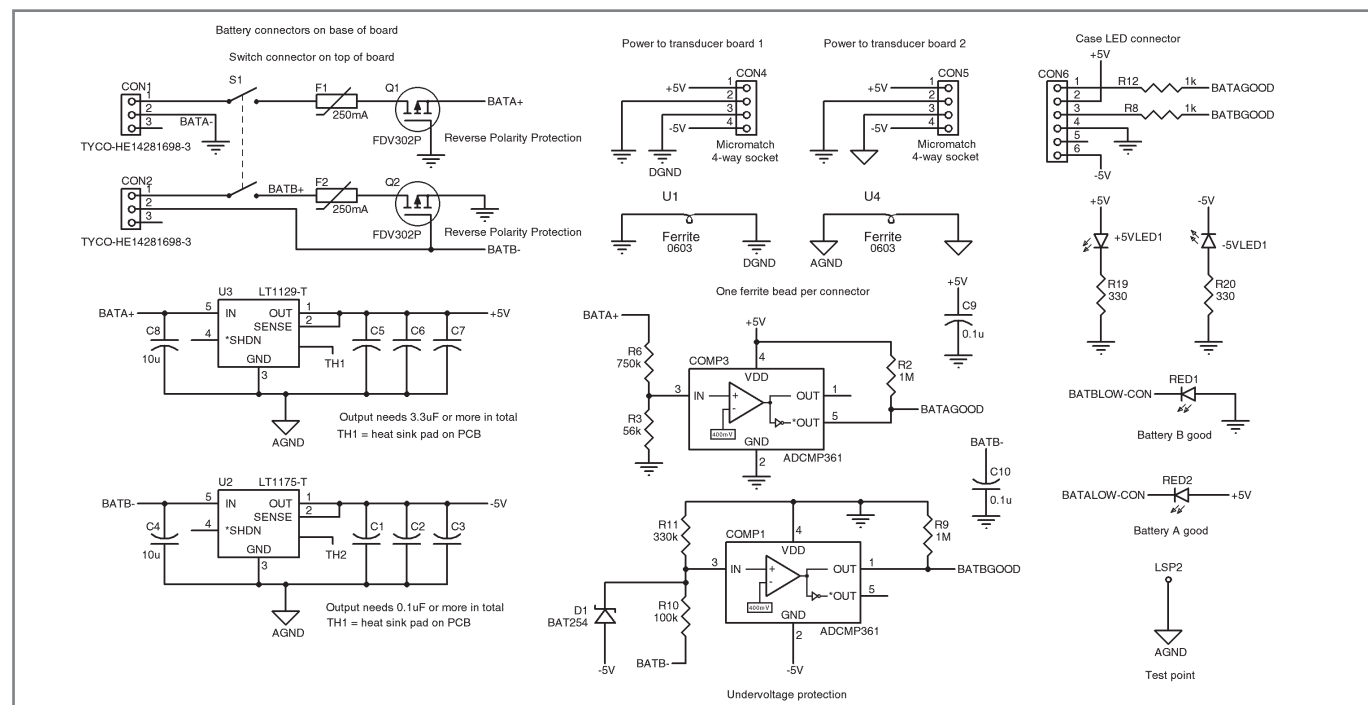 Battery connectors on base of board
Switch connector on top of board
CON1
1
2
3
BATA-
TYCO-HE14281698-3
S1
F1
250mA
Q1
FDV302P
BATA+
Reverse Polarity Protection
CON2
1
2
3
TYCO-HE14281698-3
BATB+
F2
250mA
Q2
FDV302P
Reverse Polarity Protection
BATB-
Power to transducer board 1
CON4
+5V
1
2
3
-5V
4
DGND
Micromatch
4-way socket
Power to transducer board 2
CON5
+5V
1
2
3
-5V
4
Micromatch
4-way socket
Case LED connector
+5V
CON6
1
2
3
4
5
6
R12
1k
BATAGOOD
R8
1k
BATBGOOD
-5V
U1
Ferrite
0603
DGND
U4
Ferrite
0603
AGND
One ferrite bead per connector
+5V
+5VLED1
R19
330
-5V
-5VLED1
R20
330
U3
LT1129-T
BATA+
5
IN
OUT
1
SENSE
2
4
*SHDN
GND
3
TH1
C8
10u
C5
C6
C7
+5V
AGND
Output needs 3.3uF or more in total
TH1 = heat sink pad on PCB
U2
LT1175-T
BATB-
5
IN
OUT
1
SENSE
2
4
*SHDN
GND
3
TH2
C4
10u
C1
C2
C3
-5V
AGND
Output needs 0.1uF or more in total
TH1 = heat sink pad on PCB
BATA+
R6
750k
R3
56k
+5V
COMP3
4
VDD
3
IN
+
-
400mV
OUT
1
*OUT
5
GND
2
ADCMP361
R2
1M
BATAGOOD
+5V
C9
0.1u
BATB-
C10
0.1u
R11
330k
R10
100k
D1
BAT254
-5V
BATB-
COMP1
4
VDD
3
IN
+
-
400mV
OUT
1
*OUT
5
GND
2
ADCMP361
-5V
R9
1M
BATBGOOD
Undervoltage protection
BATBLOW-CON
RED1
Battery B good
BATALOW-CON
RED2
+5V
Battery A good
LSP2
AGND
Test point